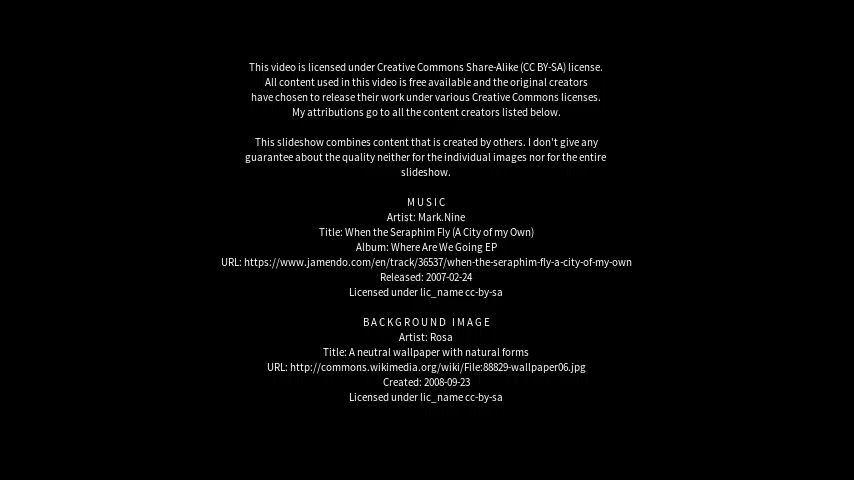 This video is licensed under Creative Commons Share-Alike (CC BY-SA) license.
All content used in this video is free available and the original creators
have chosen to release their work under various Creative Commons licenses.
My attributions go to all the content creators listed below.
This slideshow combines content that is created by others. I don't give any
guarantee about the quality neither for the individual images nor for the entire
slideshow.
MUSIC
Artist: Mark.Nine
Title: When the Seraphim Fly (A City of my Own)
Album: Where Are We Going EP
URL: https://www.jamendo.com/en/track/36537/when-the-seraphim-fly-a-city-of-my-own
Released: 2007-02-24
Licensed under lic_name cc-by-sa
BACKGROUND IMAGE
Artist: Rosa
Title: A neutral wallpaper with natural forms
URL: http://commons.wikimedia.org/wiki/File:88829-wallpaper06.jpg
Created: 2008-09-23
Licensed under lic_name cc-by-sa